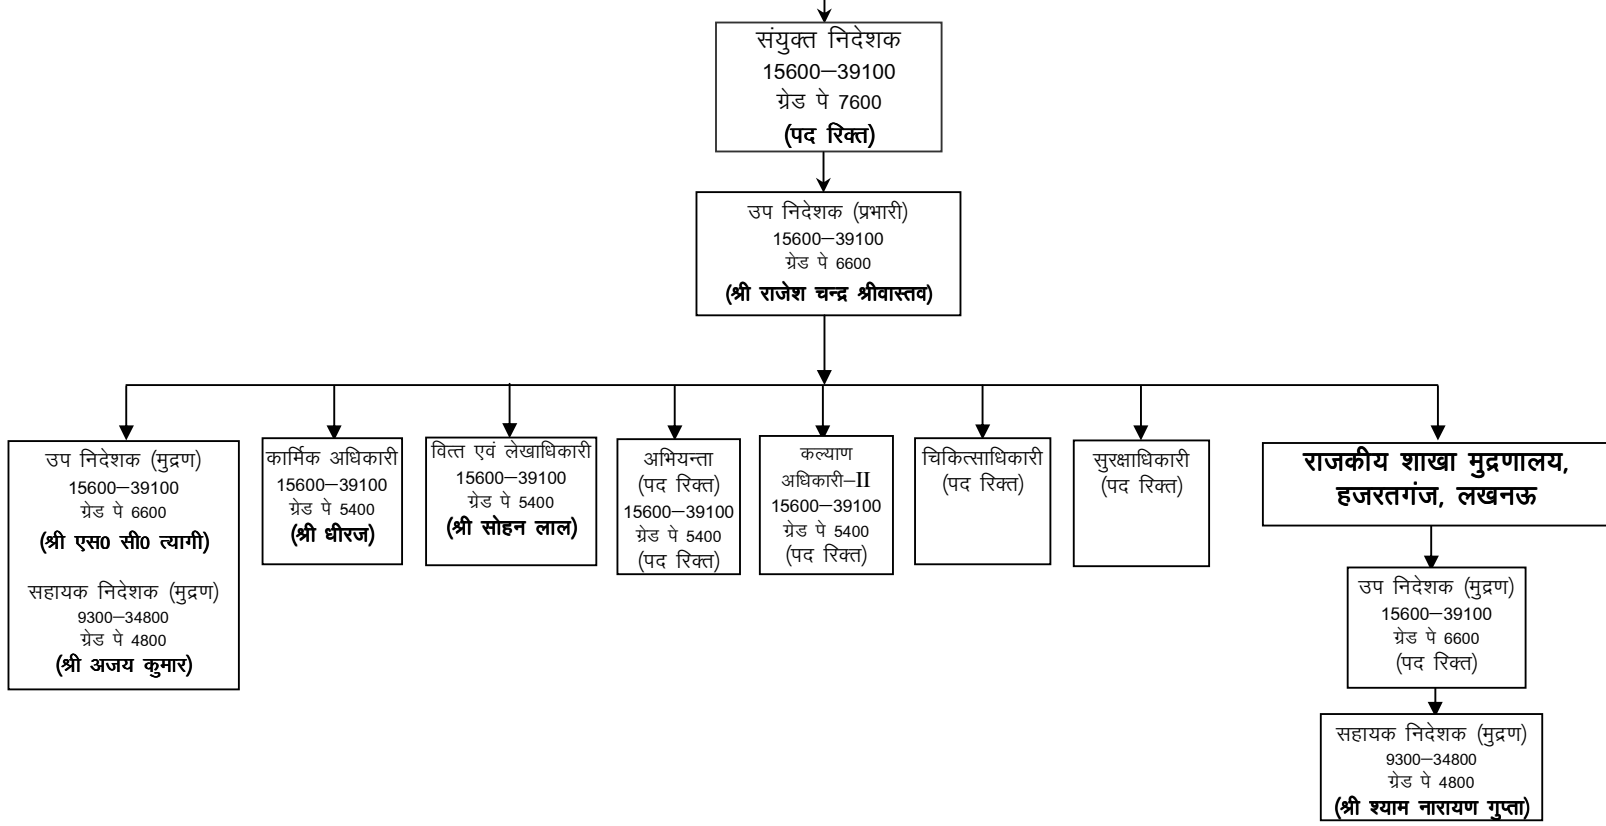 संयुक्त निदेशक
15600–39100
ग्रेड पे 7600
(पद रिक्त)
उप निदेशक (प्रभारी)
15600–39100
ग्रेड पे 6600
(श्री राजेश चन्द्र श्रीवास्तव)
उप निदेशक (मुद्रण)
15600–39100
ग्रेड पे 6600
(श्री एस0 सी0 त्यागी)
सहायक निदेशक (मुद्रण)
9300–34800
ग्रेड पे 4800
(श्री अजय कुमार)
कार्मिक अधिकारी
15600–39100
ग्रेड पे 5400
(श्री धीरज)
वित्त एवं लेखाधिकारी
15600–39100
ग्रेड पे 5400
(श्री सोहन लाल)
अभियन्ता
(पद रिक्त)
15600–39100
ग्रेड पे 5400
(पद रिक्त)
कल्याण
अधिकारी–II
15600–39100
ग्रेड पे 5400
(पद रिक्त)
चिकित्साधिकारी
(पद रिक्त)
सुरक्षाधिकारी
(पद रिक्त)
राजकीय शाखा मुद्रणालय,
हजरतगंज, लखनऊ
उप निदेशक (मुद्रण)
15600–39100
ग्रेड पे 6600
(पद रिक्त)
सहायक निदेशक (मुद्रण)
9300–34800
ग्रेड पे 4800
(श्री श्याम नारायण गुप्ता)